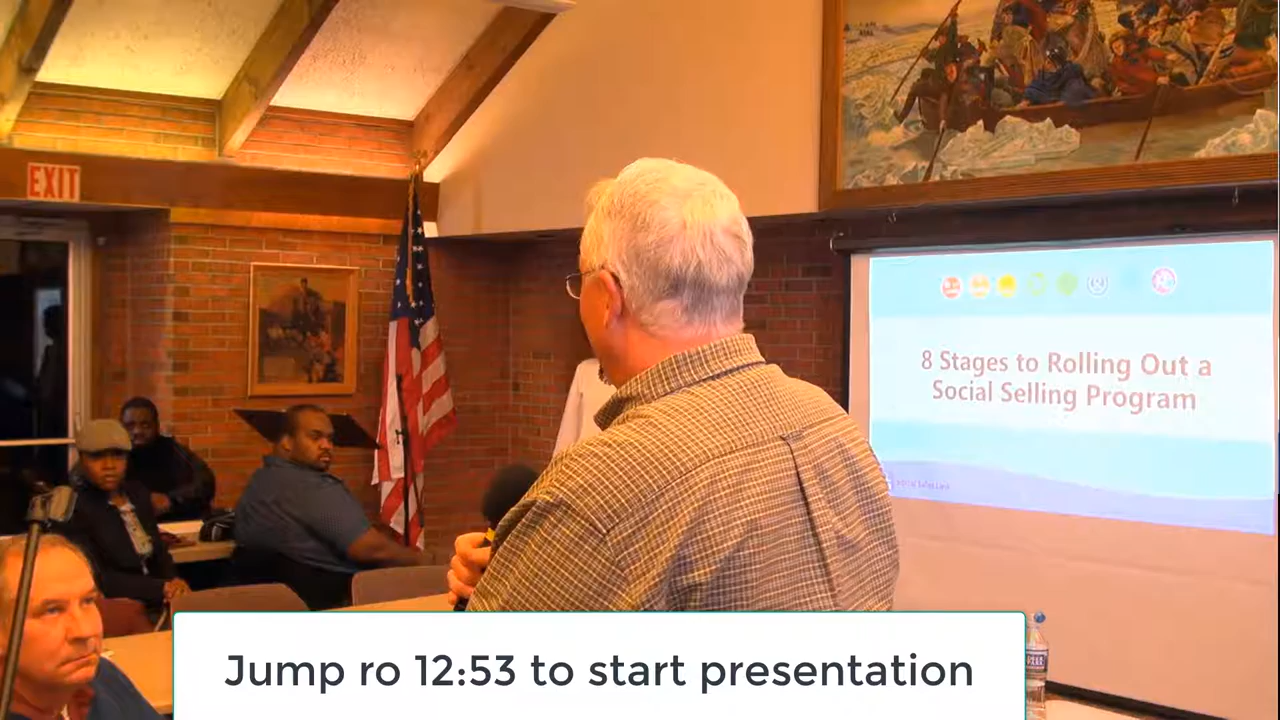 EXIT
8 Stages to Rolling Out a
Social Selling Program
Jump ro 12:53 to start presentation